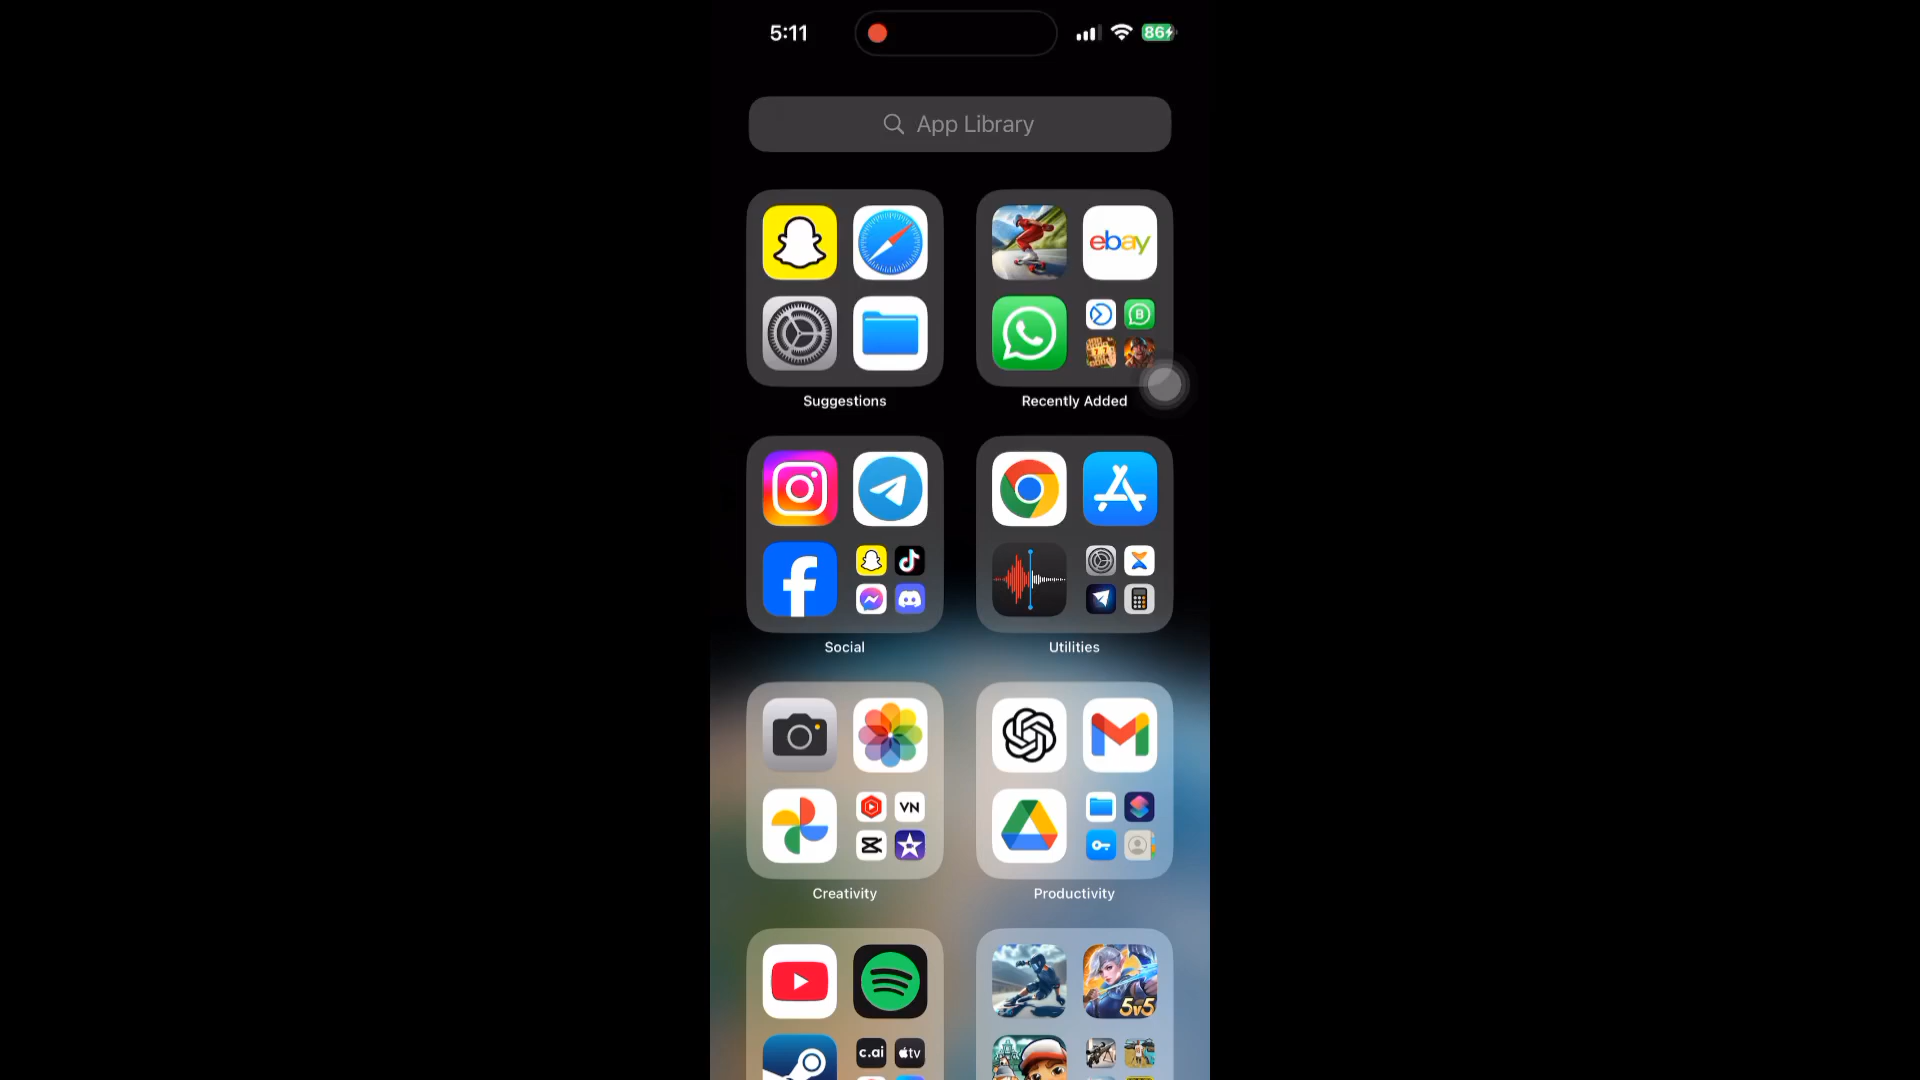 5:11
86
App Library
ebay
B
Suggestions
Recently Added
Social
Utilities
VN
Creativity
Productivity
5v5
c.ai
tv